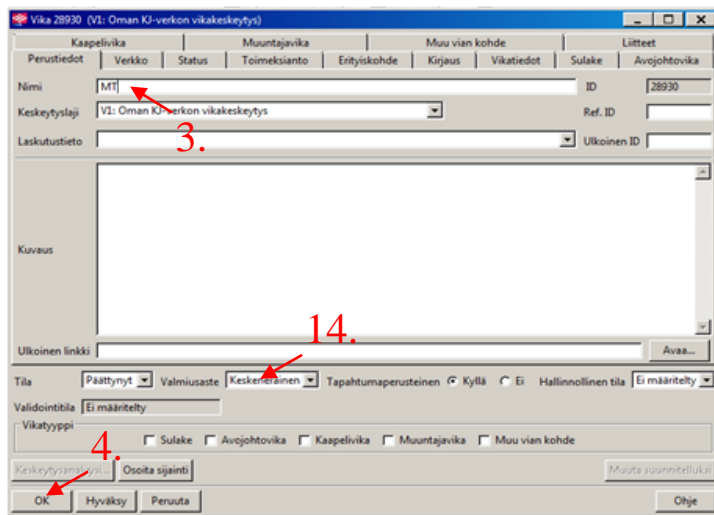 Vika 28930 (V1: Oman KJ-verkon vikakeskeytys)
Kaapelivika Muuntajavika Muu vian kohde Liitteet
Perustiedot Verkko Status Toimeksianto Erityiskohde Kirjaus Vikatiedot Sulake Avojohtovika
Nimi MT ID 28930
Keskeytyslaji V1: Oman KJ-verkon vikakeskeytys Ref. ID
3.
Laskutustieto Ulkoinen ID
Kuvaus
14.
Ulkoinen linkki Avaa...
Tila Päättynyt Valmiusaste Keskeneräinen Tapahtumaperusteinen Kyllä Ei Hallinnollinen tila Ei määritelty
Validointitila Ei määritelty
Vikatyyppi
Sulake Avojohtovika Kaapelivika Muuntajavika Muu vian kohde
4.
Keskeytysanalyysi... Osoita sijainti Muuta suunnitelluksi
OK Hyväksy Peruuta Ohje